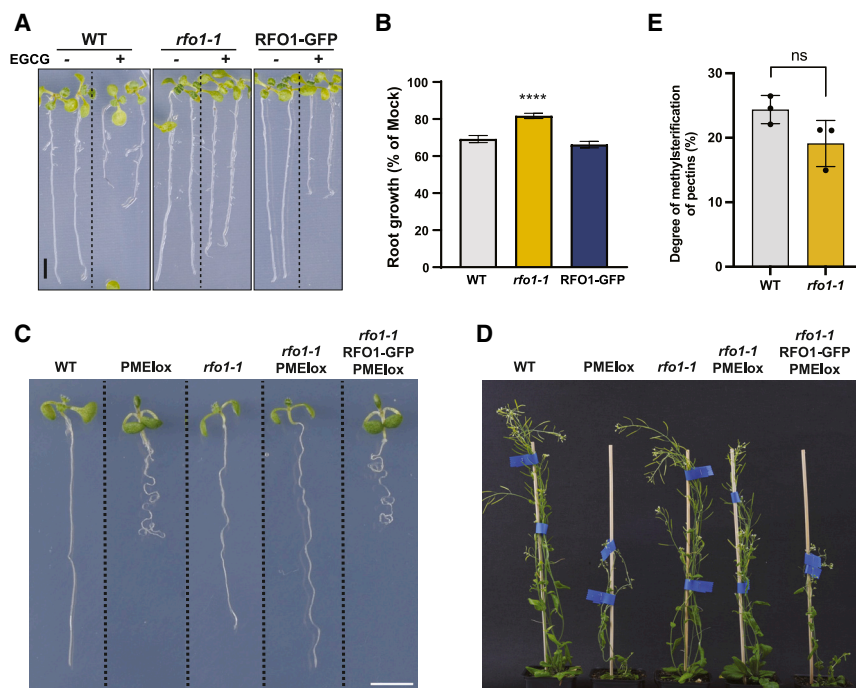 A
WT
rfo1-1
RFO1-GFP
EGCG
-
+
-
+
-
+
B
Root growth (% of Mock)
100
80
60
40
20
0
****
WT
rfo1-1
RFO1-GFP
E
Degree of methylsterification
of pectins (%)
30
20
10
0
ns
WT
rfo1-1
C
WT
PMEIox
rfo1-1
rfo1-1
PMEIox
rfo1-1
RFO1-GFP
PMEIox
D
WT
PMEIox
rfo1-1
rfo1-1
PMEIox
rfo1-1
RFO1-GFP
PMEIox